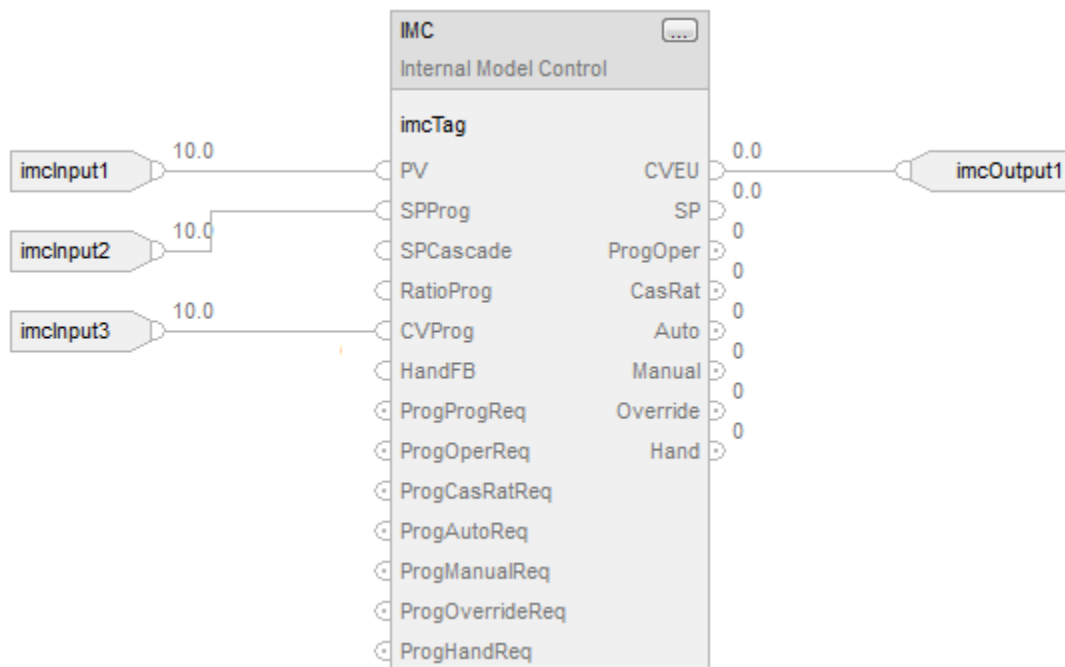 IMC
...
Internal Model Control
imcTag
imcInput1 10.0 PV CVEU 0.0 imcOutput1
imcInput2 10.0 SPProg SP 0.0
SPCascade ProgOper 0
RatioProg CasRat 0
imcInput3 10.0 CVProg Auto 0
HandFB Manual 0
ProgProgReq Override 0
ProgOperReq Hand 0
ProgCasRatReq
ProgAutoReq
ProgManualReq
ProgOverrideReq
ProgHandReq